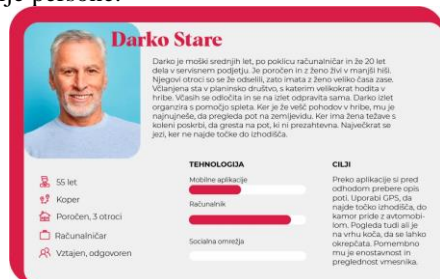 je persone.
Darko Stare
Darko je moški srednjih let, po poklicu računalničar in že 20 let
dela v servisnem podjetju. Je poročen in z ženo živi v manjši hiši.
Njegovi otroci so že odselili, zato imata z ženo veliko časa zase.
Včlanjena sta v planinsko društvo, s katerim velikokrat hodita v
hribe. Včasih se odločita in se na izlet odpravita sama. Darko izlet
organizira s pomočjo spleta. Ker je že vešč pohodov v hribe, mu je
najnujneše, da pregleda pot na zemljevidu. Ker ima žena težave s
koleni poskrbi, da gresta na pot, ki ni prezahtevna. Največkrat se
jezi, ker ne najde točke do izhodišča.
55 let
Koper
Poročen, 3 otroci
Računalničar
Vztajen, odgovoren
TEHNOLOGIJA
Mobilne aplikacije
Računalnik
Socialna omrežja
CILJI
Preko aplikacije si pred
odhodom prebere opis
poti. Uporabi GPS, da
najde točko izhodišča, do
kamor pride z avtomobi-
lom. Pogleda tudi ali je
na vrhu koča, da se lahko
okrepčata. Pomembno
mu je enostavnost in
preglednost vmesnika.